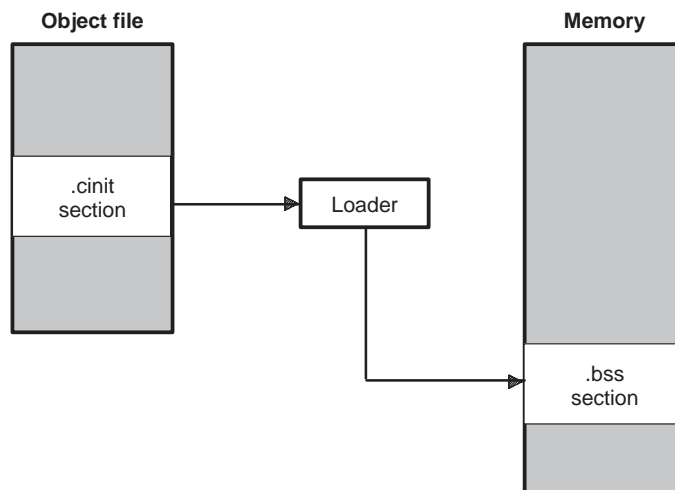 Object file
Memory
.cinit
section
Loader
.bss
section